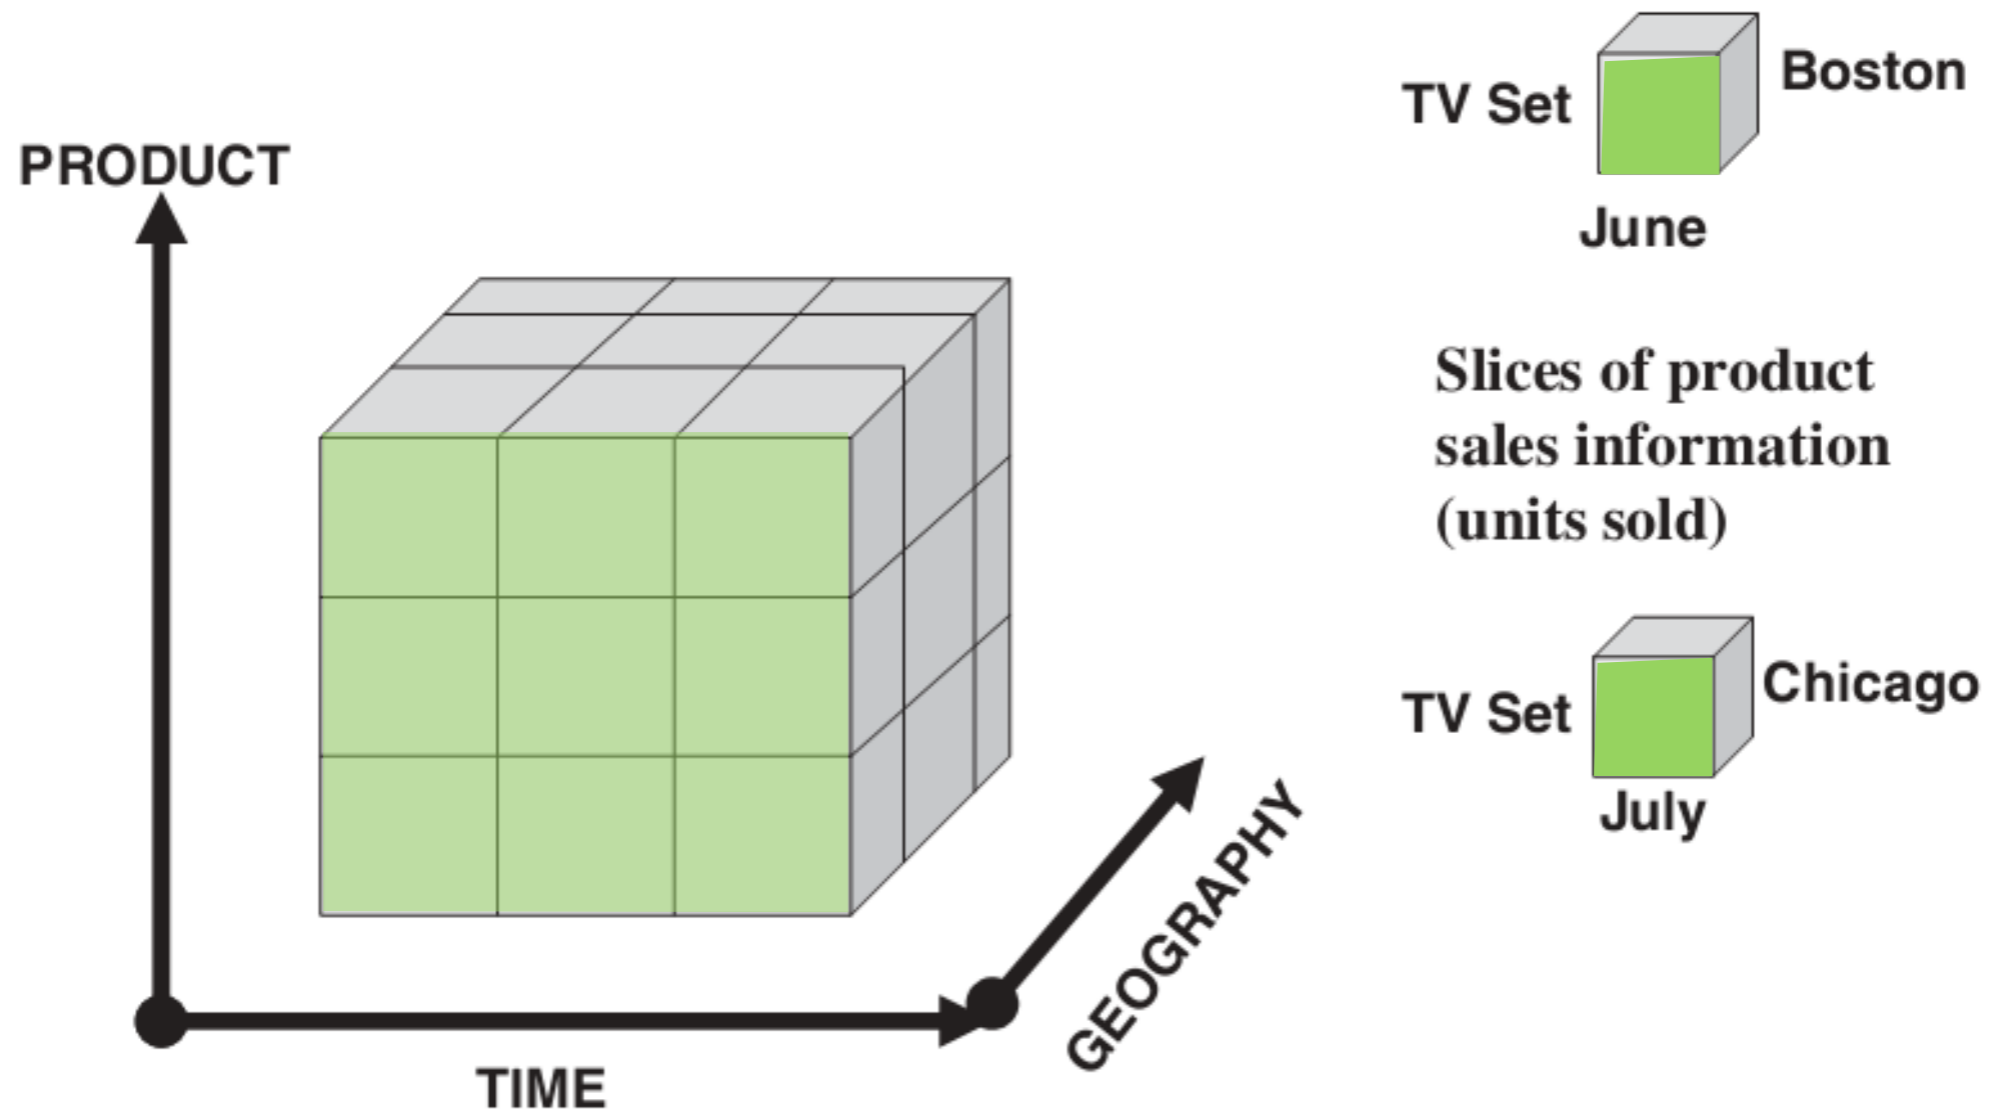 PRODUCT
TIME
GEOGRAPHY
TV Set
Boston
June
Slices of product
sales information
(units sold)
TV Set
Chicago
July